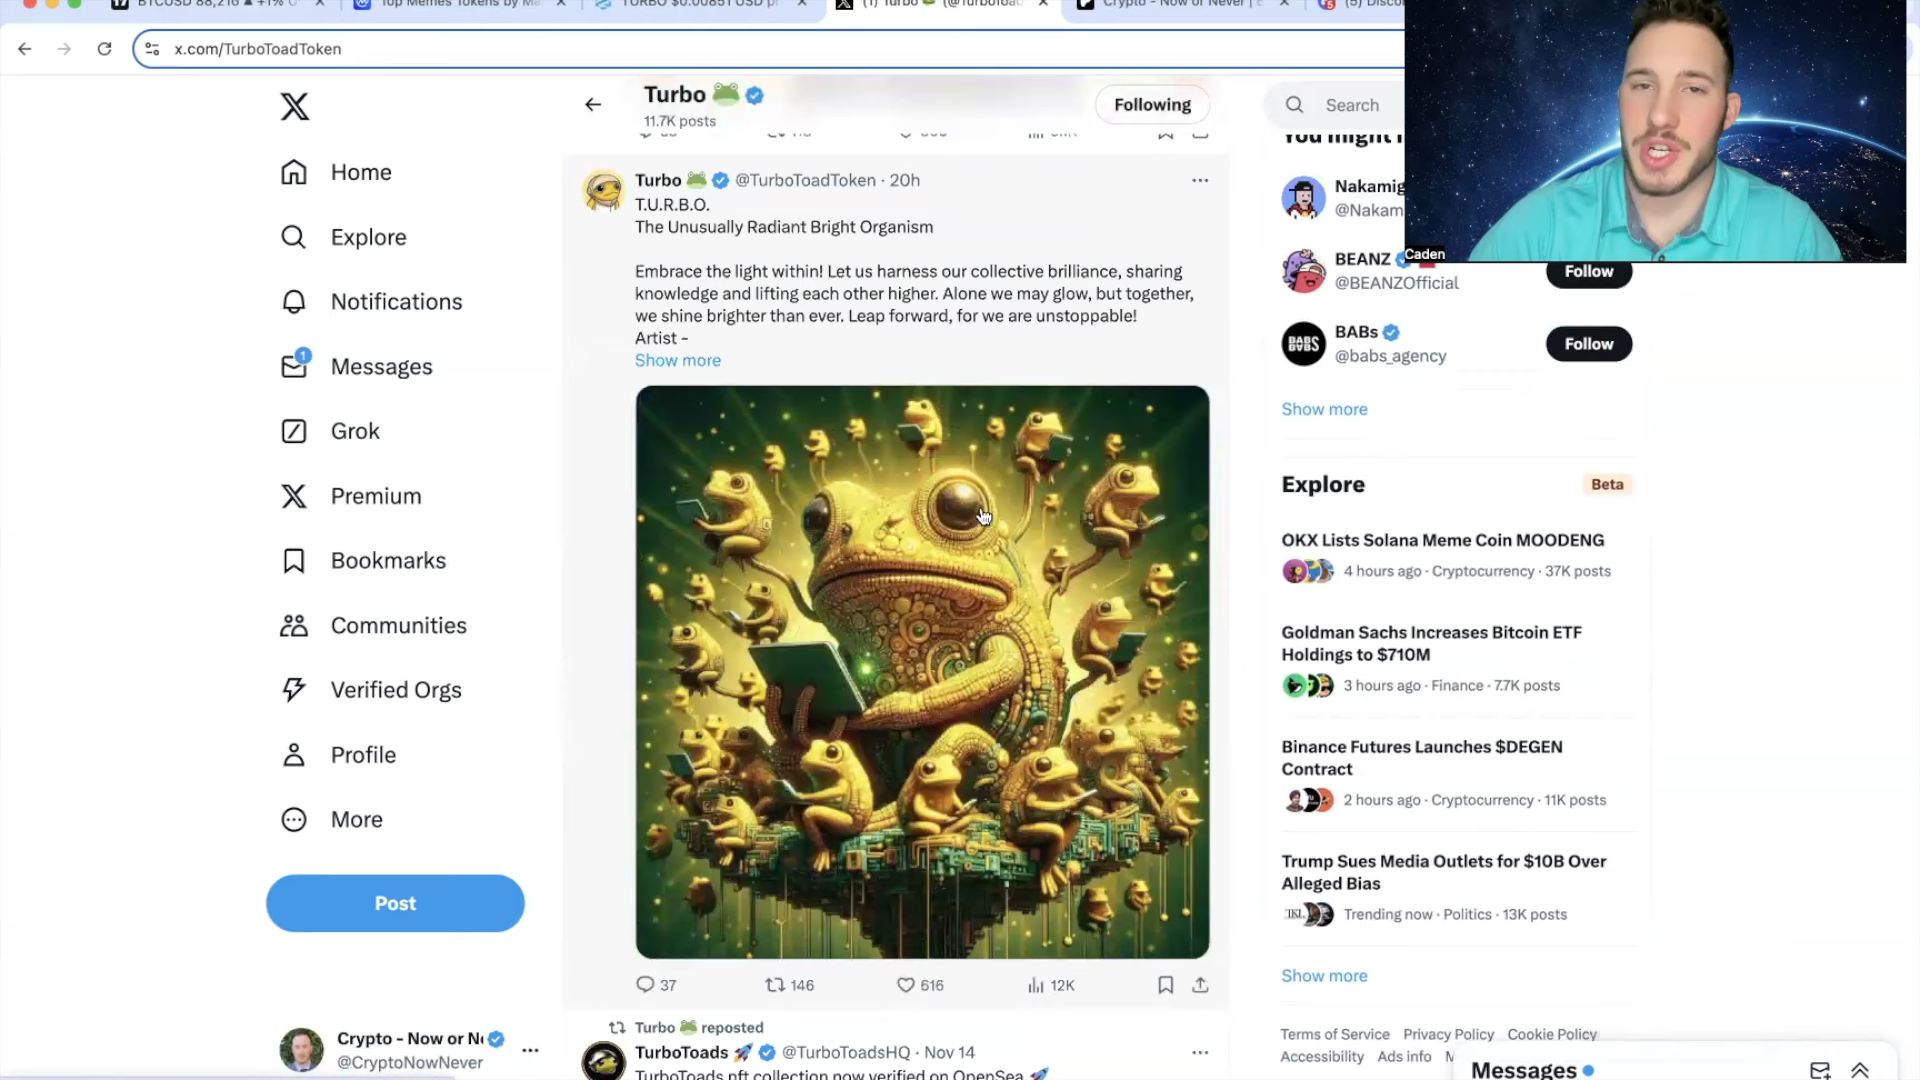 BTCUSD 88,216 ▲ +1%
Top Memes Tokens by Ma
TURBO $0.00851 USD pr
(1) Turbo 🐸 (@TurboToad
Crypto - Now or Never | E
(5) Disco
x.com/TurboToadToken
Turbo 🐸
11.7K posts
Following
Search
Home
Explore
Notifications
1
Messages
Grok
Premium
Bookmarks
Communities
Verified Orgs
Profile
More
Post
Crypto - Now or Ne
@CryptoNowNever
Turbo 🐸 @TurboToadToken · 20h
T.U.R.B.O.
The Unusually Radiant Bright Organism
Embrace the light within! Let us harness our collective brilliance, sharing
knowledge and lifting each other higher. Alone we may glow, but together,
we shine brighter than ever. Leap forward, for we are unstoppable!
Artist -
Show more
37 146 616 12K
Turbo 🐸 reposted
TurboToads 🚀 @TurboToadsHQ · Nov 14
TurboToads nft collection now verified on OpenSea 🚀
You might l
Nakamig
@Nakam
BEANZ
@BEANZOfficial
Follow
BABs
@babs_agency
Follow
BABS
BABS
Show more
Caden
Explore
Beta
OKX Lists Solana Meme Coin MOODENG
4 hours ago · Cryptocurrency · 37K posts
Goldman Sachs Increases Bitcoin ETF
Holdings to $710M
3 hours ago · Finance · 7.7K posts
Binance Futures Launches $DEGEN
Contract
2 hours ago · Cryptocurrency · 11K posts
Trump Sues Media Outlets for $10B Over
Alleged Bias
Trending now · Politics · 13K posts
Show more
Terms of Service Privacy Policy Cookie Policy
Accessibility Ads info M
Messages